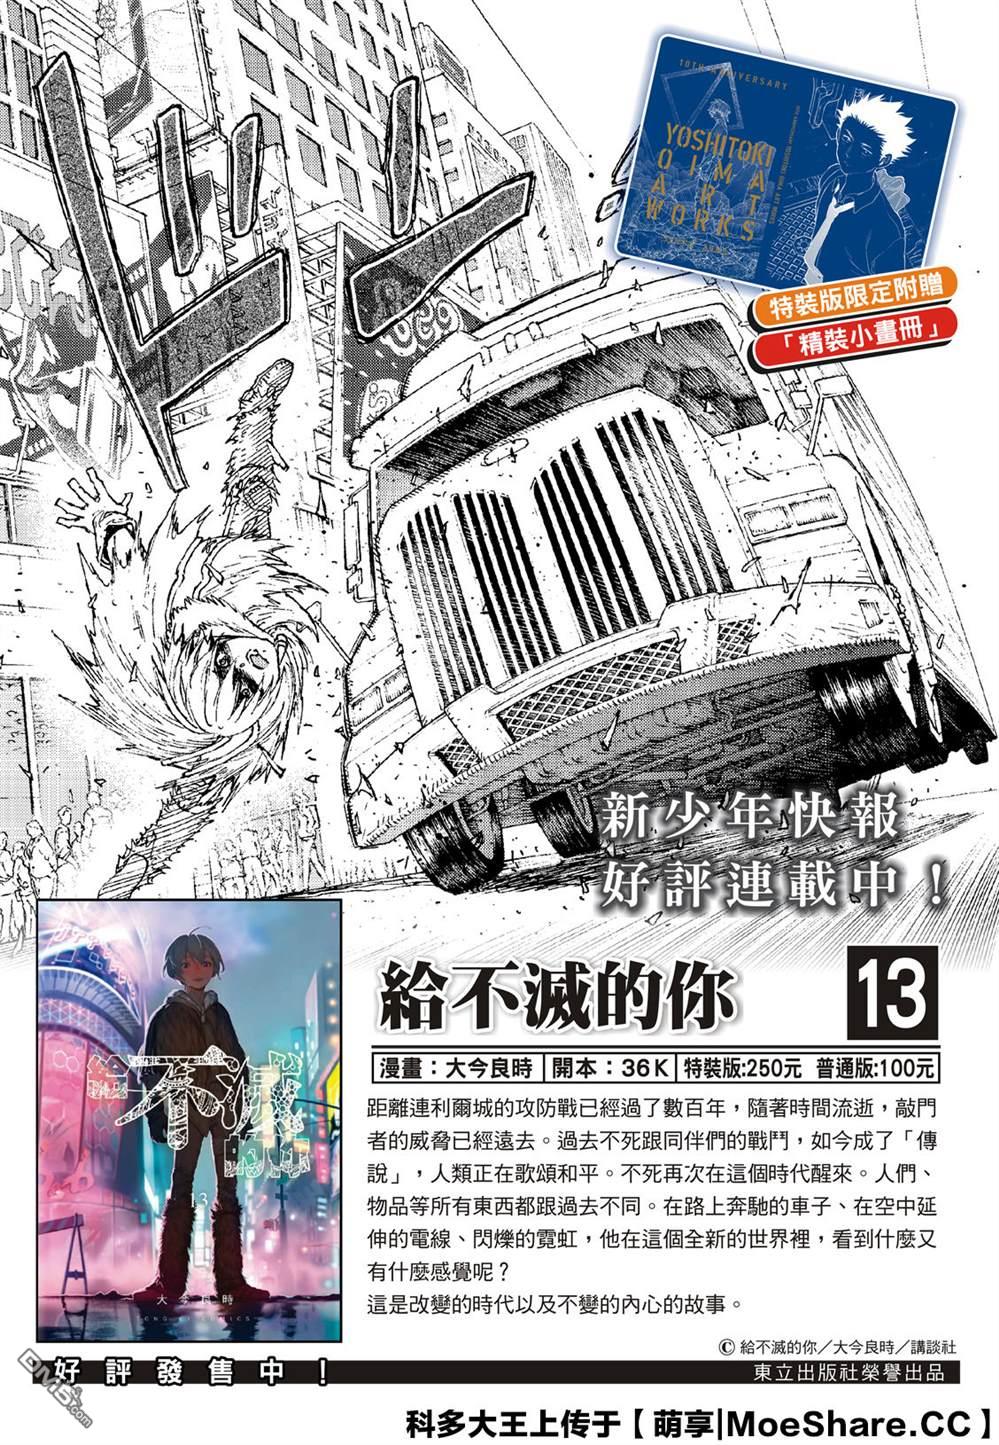 ドドド
10TH ANNIVERSARY
YOSHITOKI
OIMA
ART
WORKS
特裝版限定附贈
「精裝小畫冊」
新少年快報
好評連載中！
給不滅的你
13
漫畫：大今良時 開本：36K 特裝版:250元 普通版:100元
距離連利爾城的攻防戰已經過了數百年，隨著時間流逝，敲門
者的威脅已經遠去。過去不死跟同伴們的戰鬥，如今成了「傳
說」，人類正在歌頌和平。不死再次在這個時代醒來。人們、
物品等所有東西都跟過去不同。在路上奔馳的車子、在空中延
伸的電線、閃爍的霓虹，他在這個全新的世界裡，看到什麼又
有什麼感覺呢？
這是改變的時代以及不變的內心的故事。
給不滅的你
13
大今良時
© 給不滅的你／大今良時／講談社
好評發售中！
東立出版社榮譽出品
科多大王上传于【萌享|MoeShare.CC】